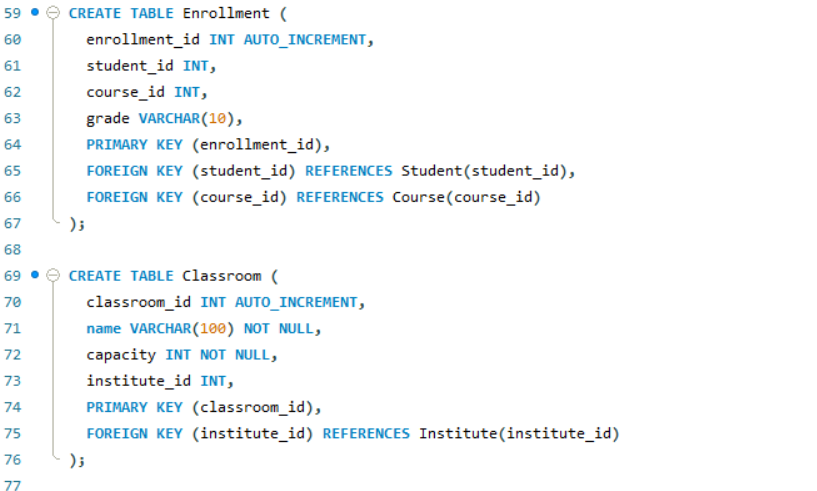 59 CREATE TABLE Enrollment (
60 enrollment_id INT AUTO_INCREMENT,
61 student_id INT,
62 course_id INT,
63 grade VARCHAR(10),
64 PRIMARY KEY (enrollment_id),
65 FOREIGN KEY (student_id) REFERENCES Student(student_id),
66 FOREIGN KEY (course_id) REFERENCES Course(course_id)
67 );
68
69 CREATE TABLE Classroom (
70 classroom_id INT AUTO_INCREMENT,
71 name VARCHAR(100) NOT NULL,
72 capacity INT NOT NULL,
73 institute_id INT,
74 PRIMARY KEY (classroom_id),
75 FOREIGN KEY (institute_id) REFERENCES Institute(institute_id)
76 );
77